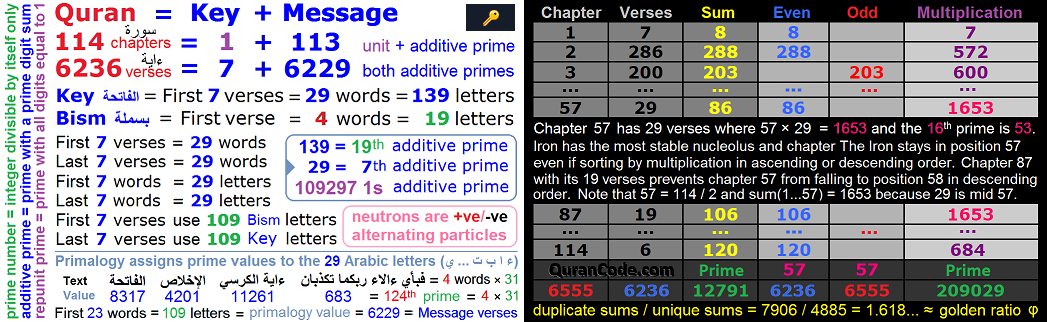 prime number = integer divisible by itself only
additive prime = prime with a prime digit sum
repunit prime = prime with all digits equal to 1
Quran = Key + Message
114 chapters سورة = 1 + 113 unit + additive prime
6236 verses ءاية = 7 + 6229 both additive primes
Key الفاتحة = First 7 verses = 29 words = 139 letters
Bism بسملة = First verse = 4 words = 19 letters
First 7 verses = 29 words
Last 7 verses = 29 words
First 7 words = 29 letters
Last 7 words = 29 letters
First 7 verses use 109 Bism letters
Last 7 verses use 109 Key letters
139 = 19th additive prime
29 = 7th additive prime
109297 1s additive prime
neutrons are +ve/-ve
alternating particles
Primalogy assigns prime values to the 29 Arabic letters (ء ا ب ت ... ي)
Text الفاتحة الإخلاص ءاية الكرسي فبأي ءالاء ربكما تكذبان = 4 words × 31
Value 8317 4201 11261 683 = 124th prime = 4 × 31
First 23 words = 109 letters = primalogy value = 6229 = Message verses
Chapter Verses Sum Even Odd Multiplication
1 7 8 8 7
2 286 288 288 572
3 200 203 203 600
... ... ... ... ... ...
57 29 86 86 1653
Chapter 57 has 29 verses where 57 × 29 = 1653 and the 16th prime is 53.
Iron has the most stable nucleolus and chapter The Iron stays in position 57
even if sorting by multiplication in ascending or descending order. Chapter 87
with its 19 verses prevents chapter 57 from falling to position 58 in descending
order. Note that 57 = 114 / 2 and sum(1...57) = 1653 because 29 is mid 57.
87 19 106 106 1653
... ... ... ... ... ...
114 6 120 120 684
QuranCode.com Prime 57 57 Prime
6555 6236 12791 6236 6555 209029
duplicate sums / unique sums = 7906 / 4885 = 1.618... ≈ golden ratio φ